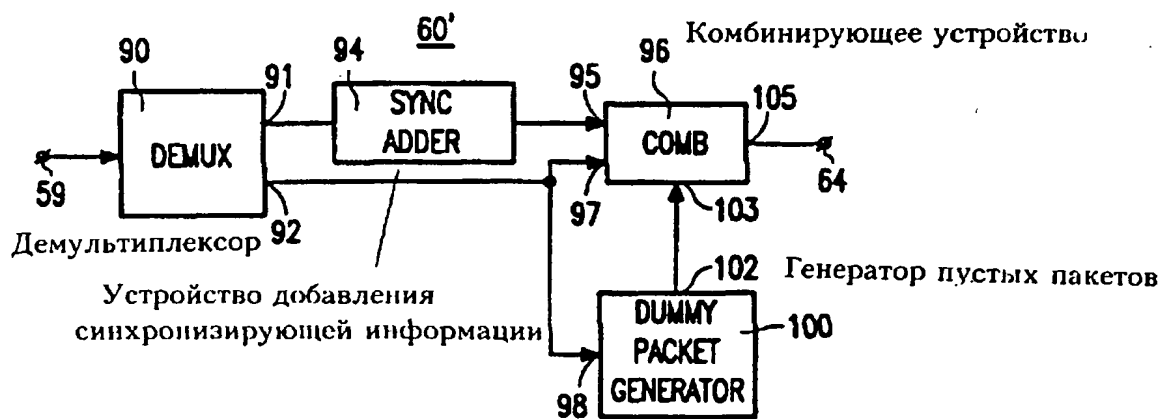 60'
Комбинирующее устройство
90
91
94
SYNC
ADDER
95
96
105
DEMUX
COMB
59
92
97
103
64
Демультиплексор
102
Генератор пустых пакетов
Устройство добавления
синхронизирующей информации
DUMMY
PACKET
GENERATOR
100
98